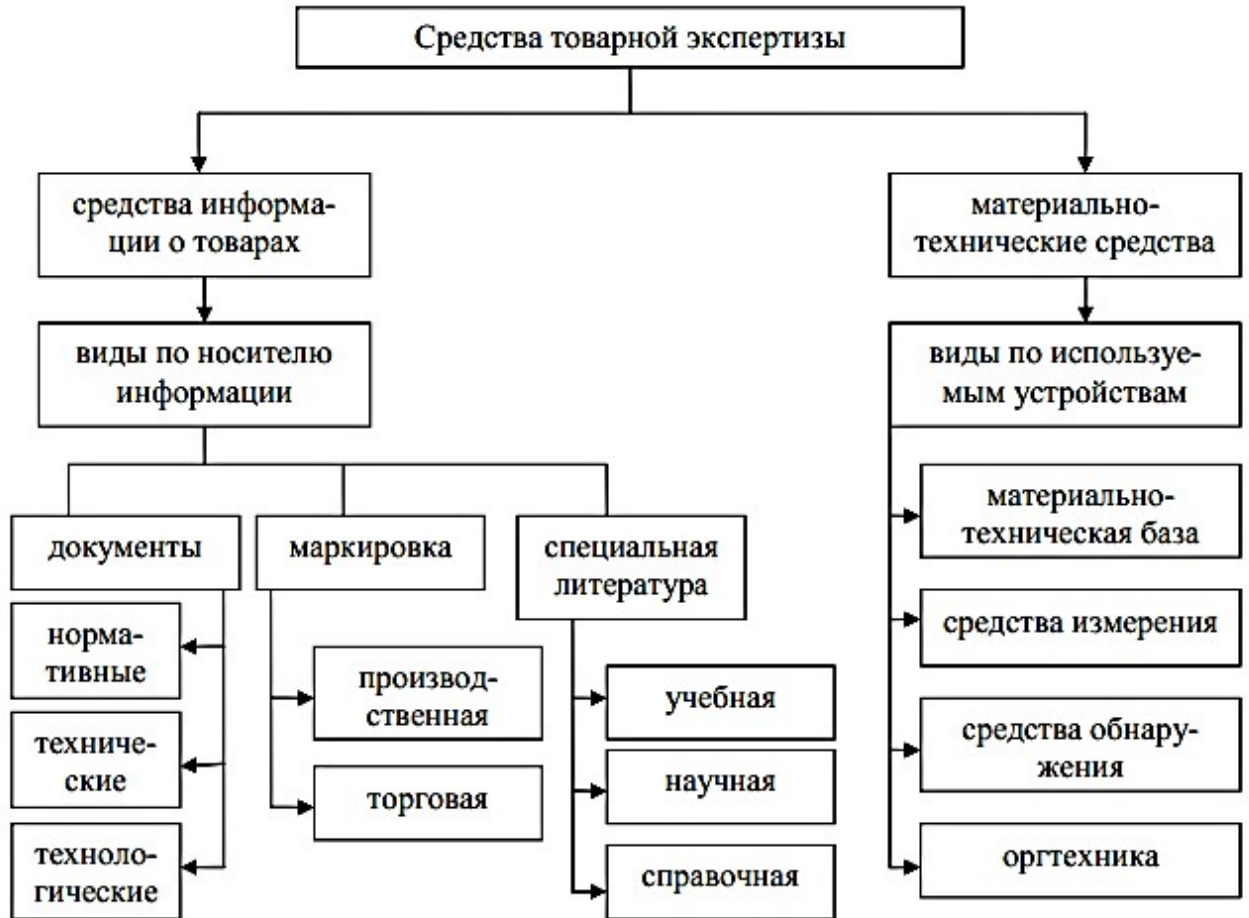 Средства товарной экспертизы
средства информа-
ции о товарах
материально-
технические средства
виды по носителю
информации
виды по используе-
мым устройствам
документы
маркировка
специальная
литература
норма-
тивные
техниче-
ские
техноло-
гические
производ-
ственная
торговая
учебная
научная
справочная
материально-
техническая база
средства измерения
средства обнару-
жения
оргтехника